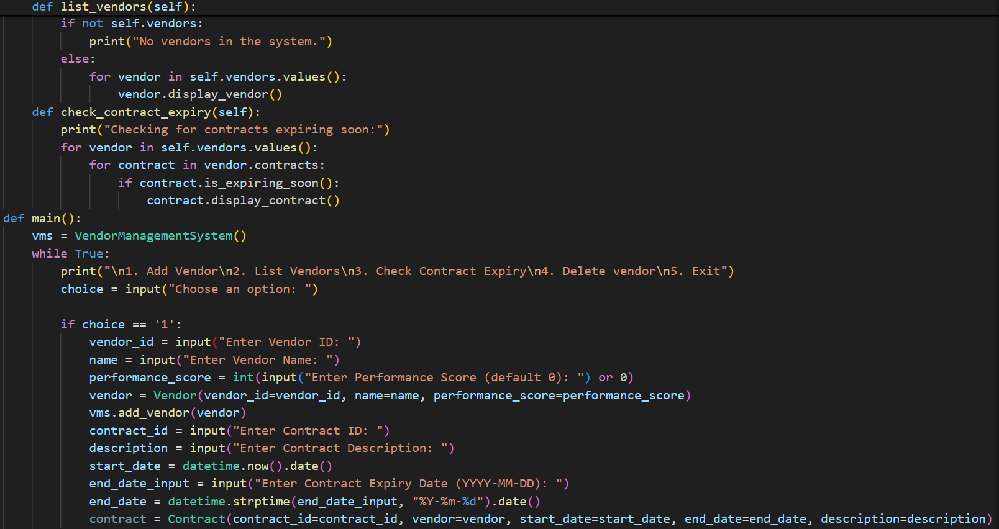 def list_vendors(self):
        if not self.vendors:
            print("No vendors in the system.")
        else:
            for vendor in self.vendors.values():
                vendor.display_vendor()
    def check_contract_expiry(self):
        print("Checking for contracts expiring soon:")
        for vendor in self.vendors.values():
            for contract in vendor.contracts:
                if contract.is_expiring_soon():
                    contract.display_contract()
def main():
    vms = VendorManagementSystem()
    while True:
        print("\n1. Add Vendor\n2. List Vendors\n3. Check Contract Expiry\n4. Delete vendor\n5. Exit")
        choice = input("Choose an option: ")

        if choice == '1':
            vendor_id = input("Enter Vendor ID: ")
            name = input("Enter Vendor Name: ")
            performance_score = int(input("Enter Performance Score (default 0): ") or 0)
            vendor = Vendor(vendor_id=vendor_id, name=name, performance_score=performance_score)
            vms.add_vendor(vendor)
            contract_id = input("Enter Contract ID: ")
            description = input("Enter Contract Description: ")
            start_date = datetime.now().date()
            end_date_input = input("Enter Contract Expiry Date (YYYY-MM-DD): ")
            end_date = datetime.strptime(end_date_input, "%Y-%m-%d").date()
            contract = Contract(contract_id=contract_id, vendor=vendor, start_date=start_date, end_date=end_date, description=description)